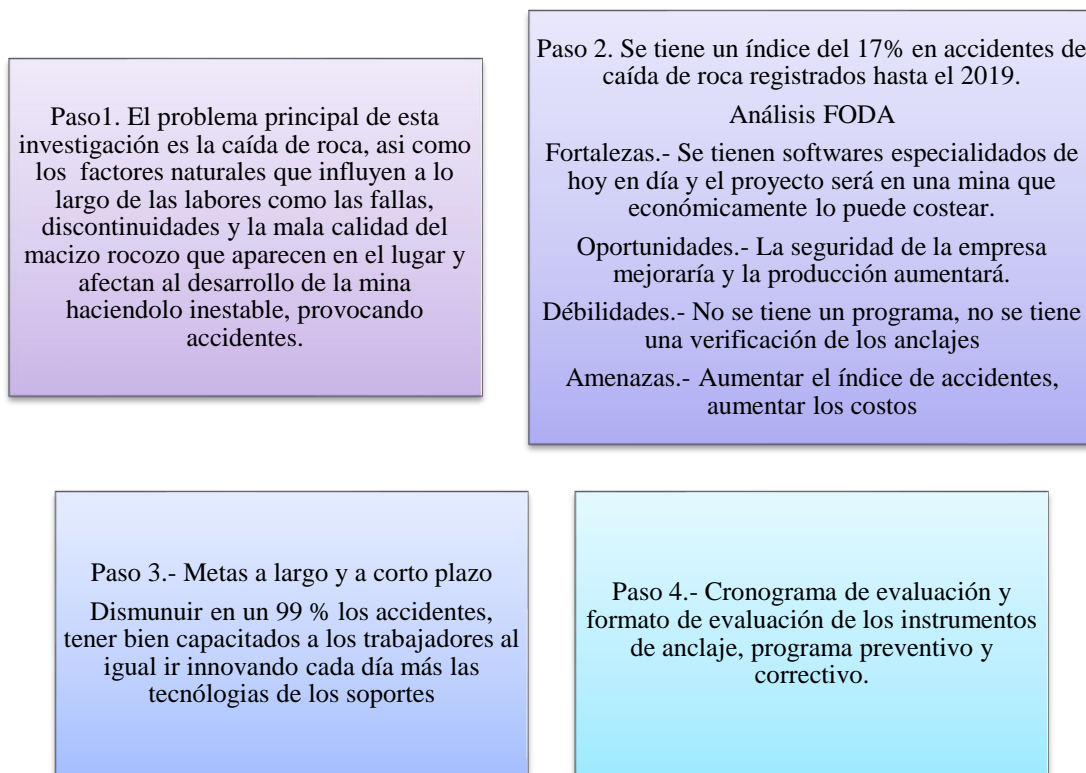 Paso1. El problema principal de esta
investigación es la caída de roca, asi como
los factores naturales que influyen a lo
largo de las labores como las fallas,
discontinuidades y la mala calidad del
macizo rocozo que aparecen en el lugar y
afectan al desarrollo de la mina
haciendolo inestable, provocando
accidentes.
Paso 2. Se tiene un índice del 17% en accidentes de
caída de roca registrados hasta el 2019.
Análisis FODA
Fortalezas.- Se tienen softwares especialidados de
hoy en día y el proyecto será en una mina que
económicamente lo puede costear.
Oportunidades.- La seguridad de la empresa
mejoraría y la producción aumentará.
Débilidades.- No se tiene un programa, no se tiene
una verificación de los anclajes
Amenazas.- Aumentar el índice de accidentes,
aumentar los costos
Paso 3.- Metas a largo y a corto plazo
Dismunuir en un 99 % los accidentes,
tener bien capacitados a los trabajadores al
igual ir innovando cada día más las
tecnólogias de los soportes
Paso 4.- Cronograma de evaluación y
formato de evaluación de los instrumentos
de anclaje, programa preventivo y
correctivo.